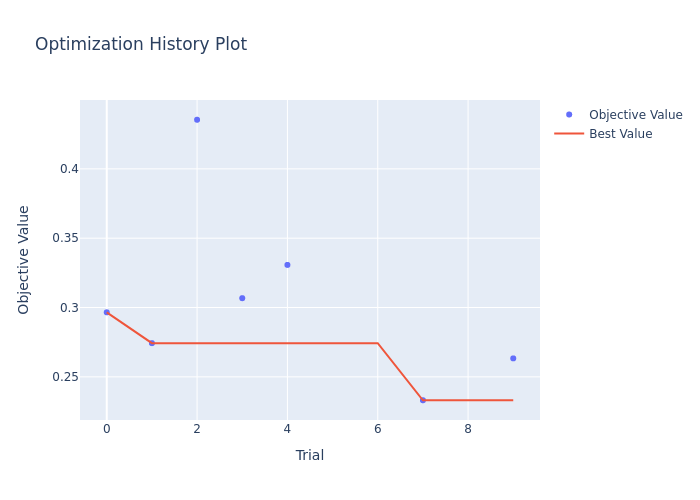 Optimization History Plot
Objective Value
Best Value
0.4
0.35
0.3
0.25
Objective Value
0
2
4
6
8
Trial